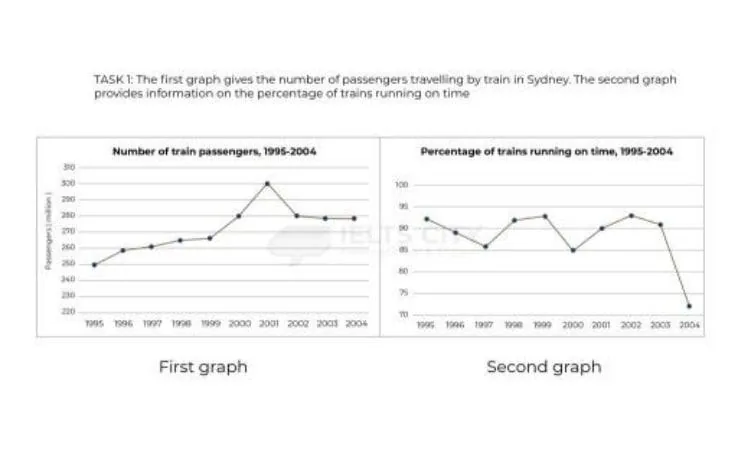 TASK 1: The first graph gives the number of passengers travelling by train in Sydney. The second graph
provides information on the percentage of trains running on time
Number of train passengers, 1995-2004
310
300
290
280
270
260
250
240
230
220
Passengers ( million )
1995 1996 1997 1998 1999 2000 2001 2002 2003 2004
Percentage of trains running on time, 1995-2004
100
95
90
85
80
75
70
1995 1996 1997 1998 1999 2000 2001 2002 2003 2004
IELTS CITY
First graph
Second graph